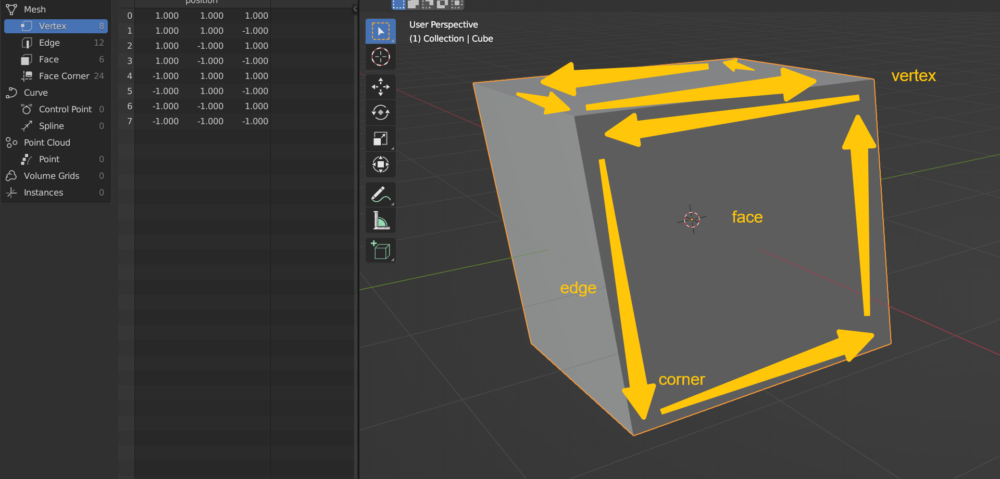 Mesh
Vertex 8
Edge 12
Face 6
Face Corner 24
Curve
Control Point 0
Spline 0
Point Cloud
Point 0
Volume Grids 0
Instances 0
position
0 1.000 1.000 1.000
1 1.000 1.000 -1.000
2 1.000 -1.000 1.000
3 1.000 -1.000 -1.000
4 -1.000 1.000 1.000
5 -1.000 1.000 -1.000
6 -1.000 -1.000 1.000
7 -1.000 -1.000 -1.000
User Perspective
(1) Collection | Cube
vertex
face
edge
corner